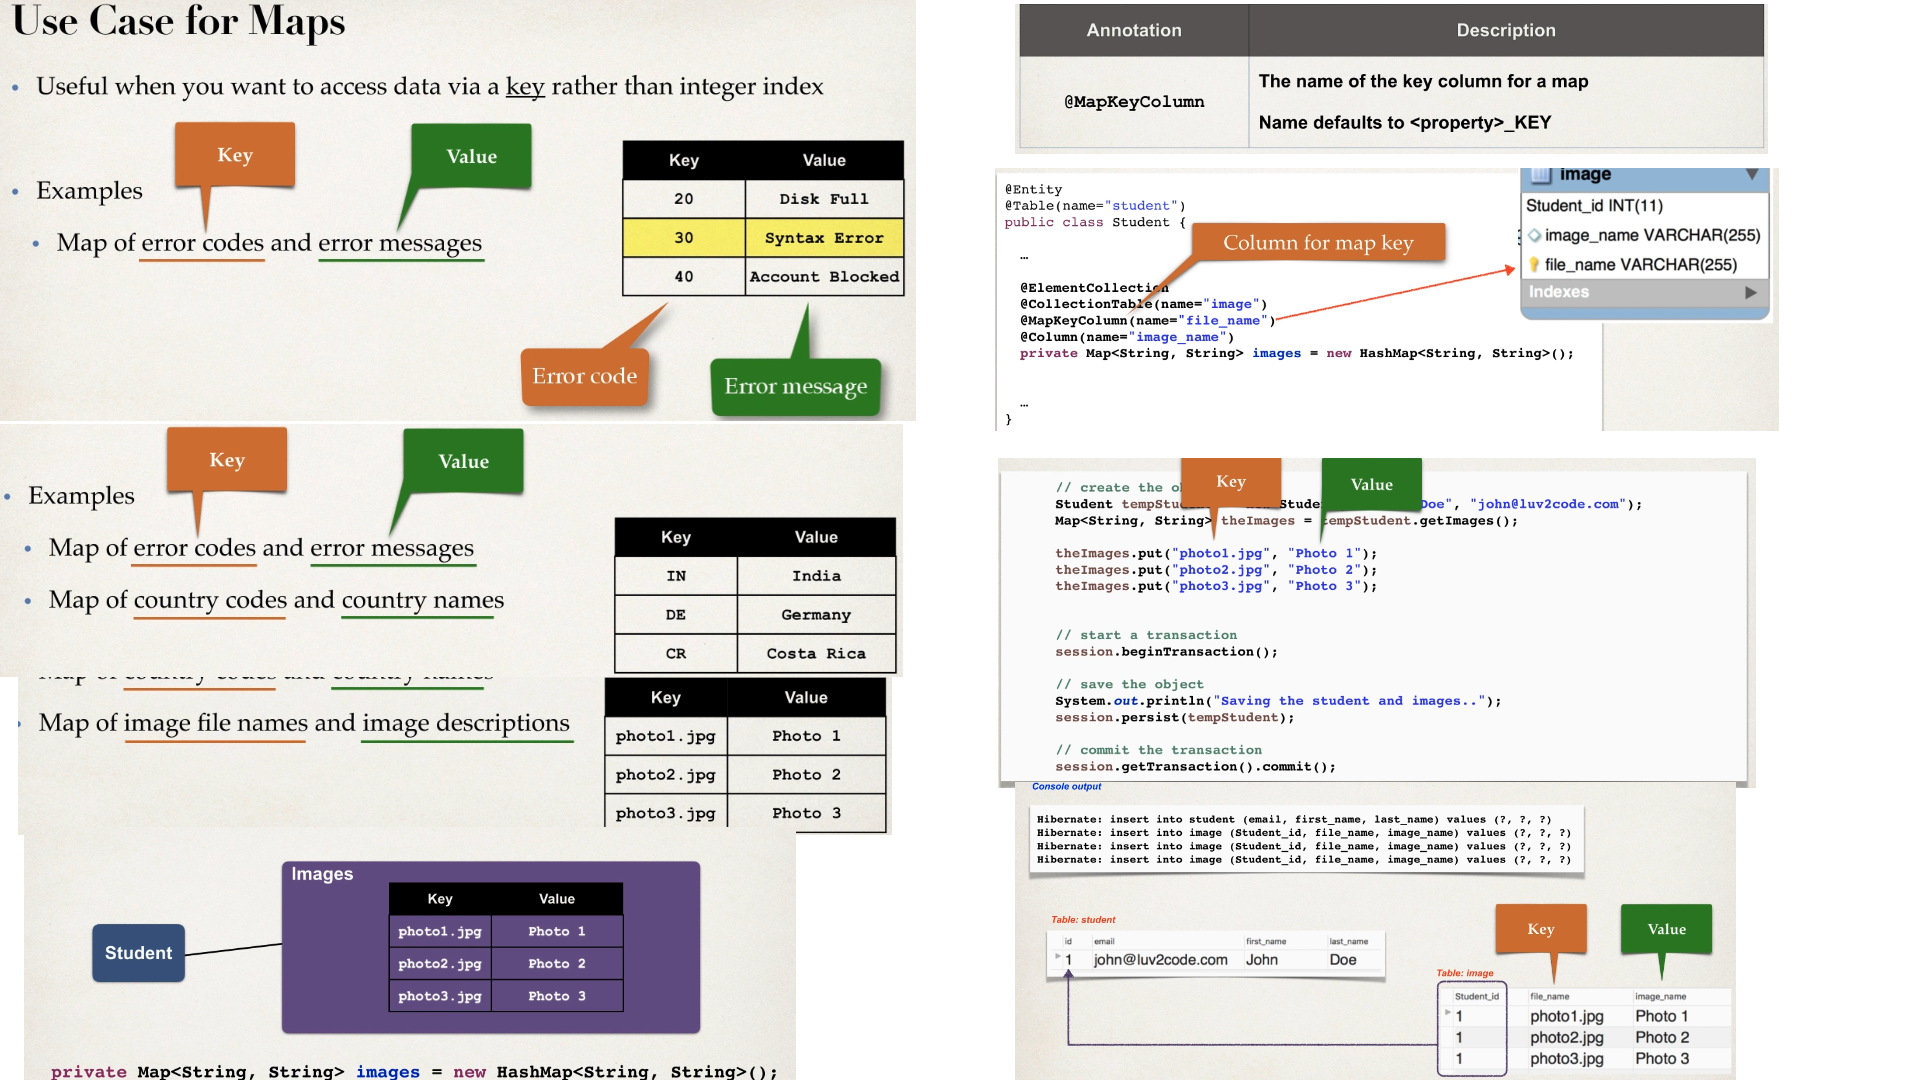 Use Case for Maps
• Useful when you want to access data via a key rather than integer index
Key
Value
• Examples
• Map of error codes and error messages
Key Value
20 Disk Full
30 Syntax Error
40 Account Blocked
Error code
Error message
Key
Value
• Examples
• Map of error codes and error messages
• Map of country codes and country names
Key Value
IN India
DE Germany
CR Costa Rica
Map of country codes and country names
• Map of image file names and image descriptions
Key Value
photo1.jpg Photo 1
photo2.jpg Photo 2
photo3.jpg Photo 3
Images
Key Value
photo1.jpg Photo 1
photo2.jpg Photo 2
photo3.jpg Photo 3
Student
private Map<String, String> images = new HashMap<String, String>();
Annotation Description
@MapKeyColumn
The name of the key column for a map
Name defaults to <property>_KEY
@Entity
@Table(name="student")
public class Student {
…
@ElementCollection
@CollectionTable(name="image")
@MapKeyColumn(name="file_name")
@Column(name="image_name")
private Map<String, String> images = new HashMap<String, String>();
…
}
Column for map key
image
Student_id INT(11)
image_name VARCHAR(255)
file_name VARCHAR(255)
Indexes
Key
Value
// create the ob
Student tempStu Stude Doe", "john@luv2code.com");
Map<String, String> theImages = tempStudent.getImages();
theImages.put("photo1.jpg", "Photo 1");
theImages.put("photo2.jpg", "Photo 2");
theImages.put("photo3.jpg", "Photo 3");
// start a transaction
session.beginTransaction();
// save the object
System.out.println("Saving the student and images..");
session.persist(tempStudent);
// commit the transaction
session.getTransaction().commit();
Console output
Hibernate: insert into student (email, first_name, last_name) values (?, ?, ?)
Hibernate: insert into image (Student_id, file_name, image_name) values (?, ?, ?)
Hibernate: insert into image (Student_id, file_name, image_name) values (?, ?, ?)
Hibernate: insert into image (Student_id, file_name, image_name) values (?, ?, ?)
Table: student
id email first_name last_name
1 john@luv2code.com John Doe
Key
Value
Table: image
Student_id file_name image_name
1 photo1.jpg Photo 1
1 photo2.jpg Photo 2
1 photo3.jpg Photo 3